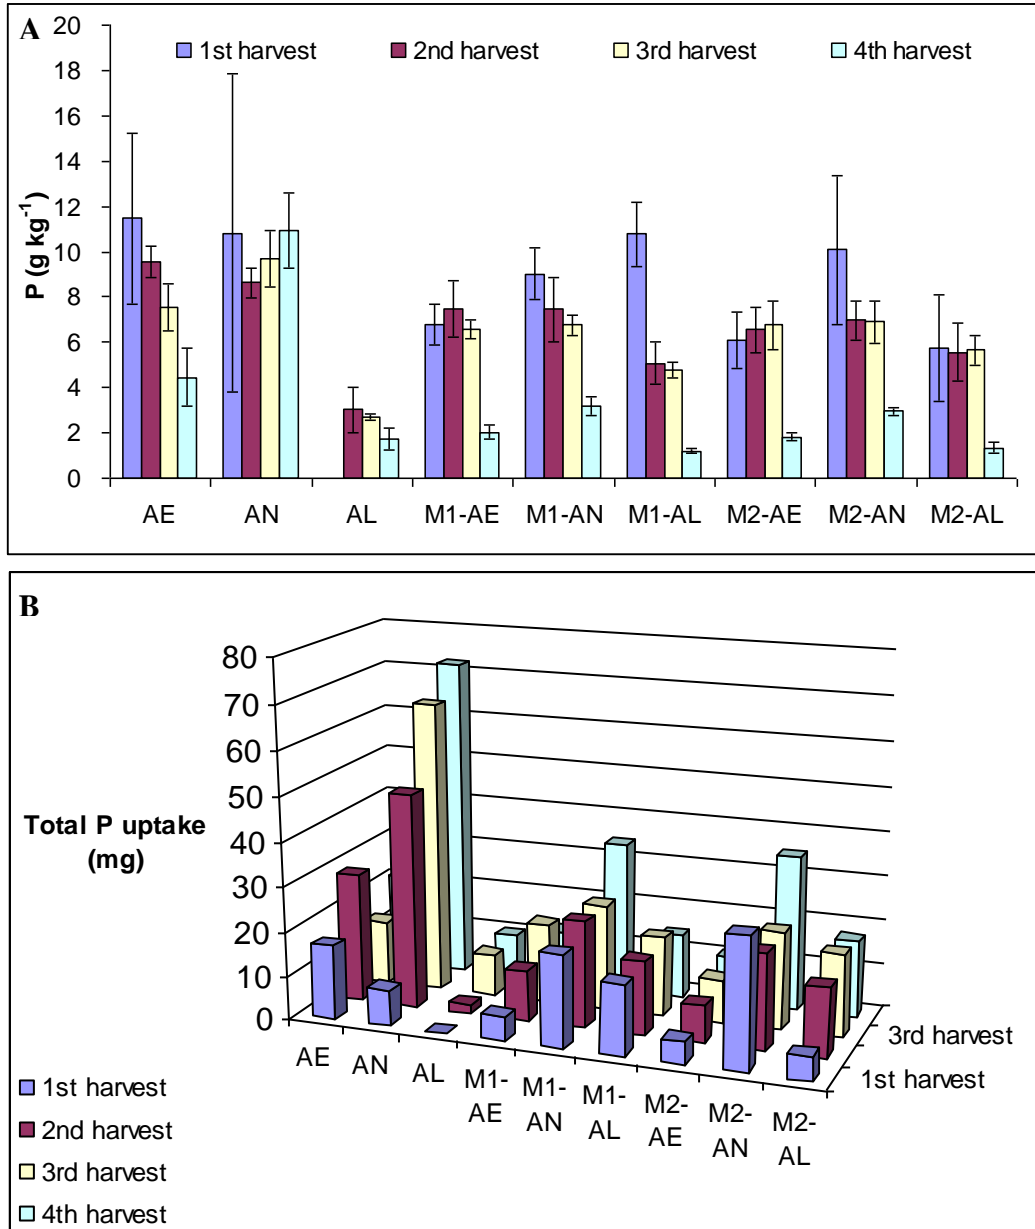 A
20
18
16
14
12
10
8
6
4
2
0
P (g kg⁻¹)
1st harvest 2nd harvest 3rd harvest 4th harvest
AE AN AL M1-AE M1-AN M1-AL M2-AE M2-AN M2-AL
B
80
70
60
50
40
30
20
10
0
Total P uptake
(mg)
AE
AN
AL
M1-
AE
M1-
AN
M1-
AL
M2-
AE
M2-
AN
M2-
AL
3rd harvest
1st harvest
1st harvest
2nd harvest
3rd harvest
4th harvest